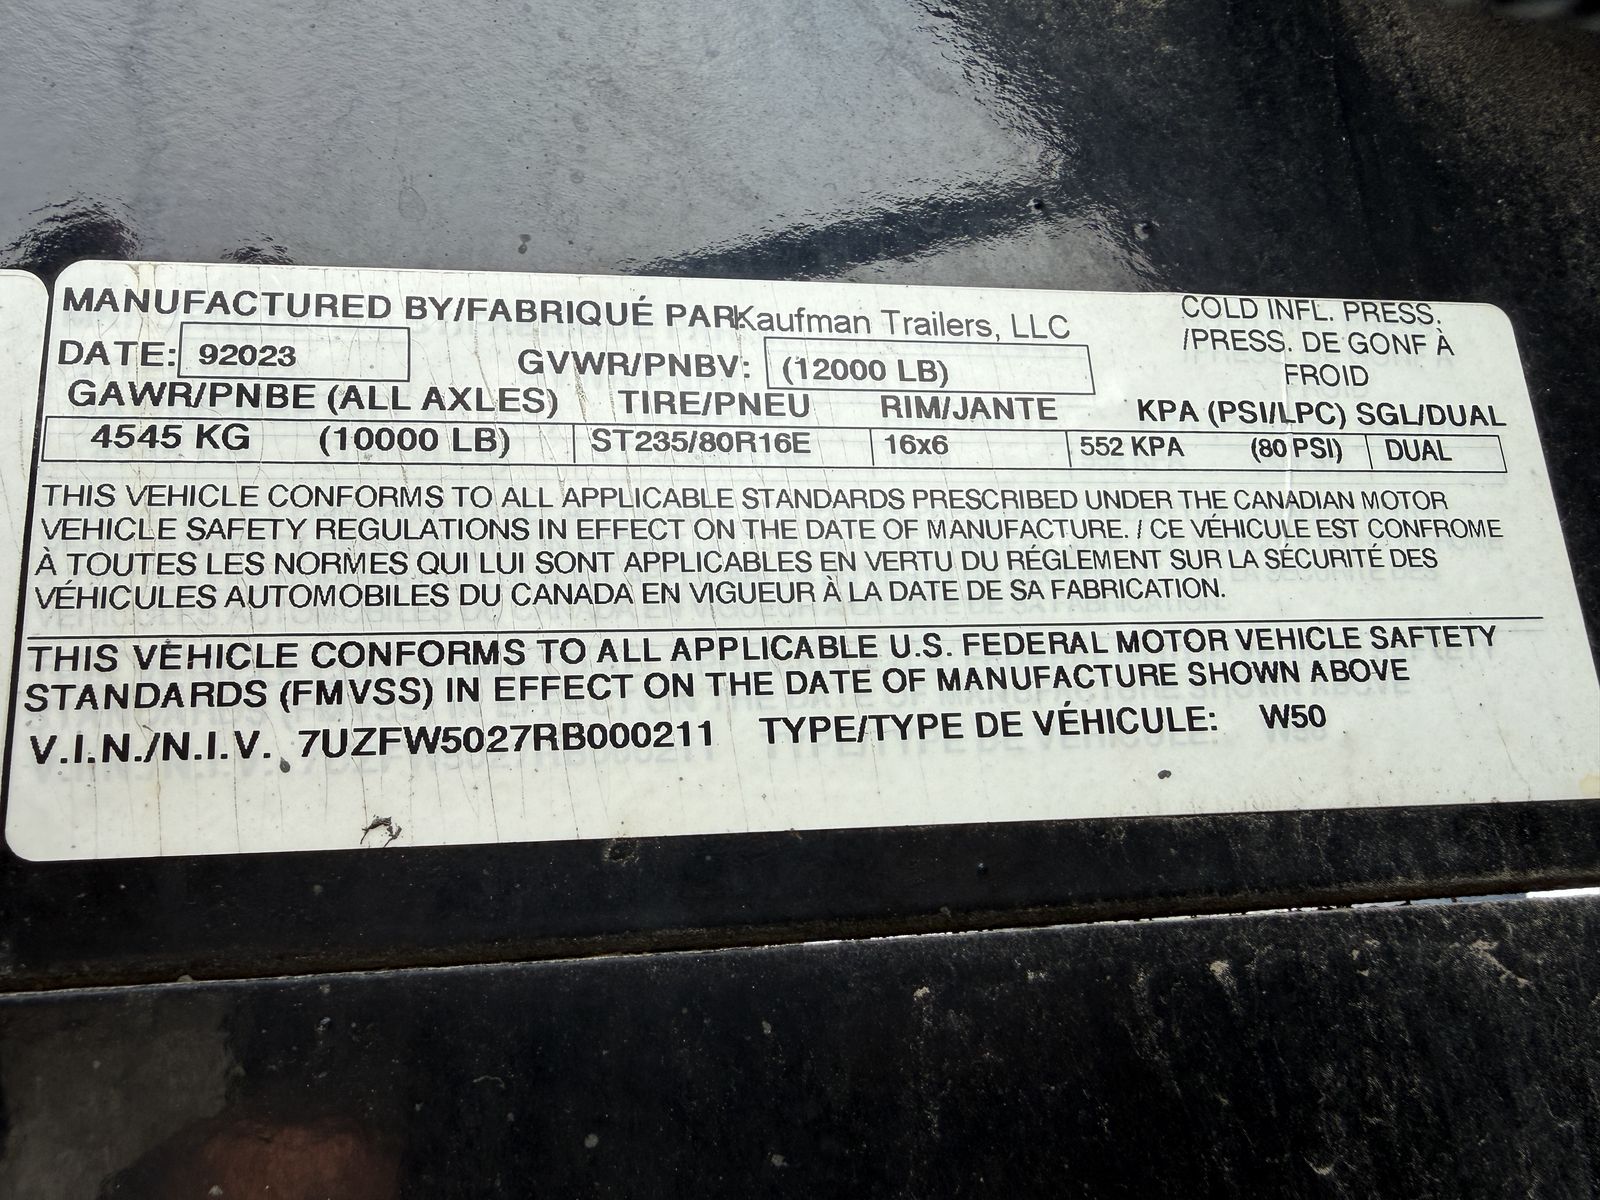 MANUFACTURED BY/FABRIQUÉ PAR: Kaufman Trailers, LLC
COLD INFL. PRESS.
/PRESS. DE GONF À
FROID
DATE: 92023 GVWR/PNBV: (12000 LB)
GAWR/PNBE (ALL AXLES) TIRE/PNEU RIM/JANTE KPA (PSI/LPC) SGL/DUAL
4545 KG (10000 LB) ST235/80R16E 16x6 552 KPA (80 PSI) DUAL
THIS VEHICLE CONFORMS TO ALL APPLICABLE STANDARDS PRESCRIBED UNDER THE CANADIAN MOTOR
VEHICLE SAFETY REGULATIONS IN EFFECT ON THE DATE OF MANUFACTURE. / CE VÉHICULE EST CONFROME
À TOUTES LES NORMES QUI LUI SONT APPLICABLES EN VERTU DU RÉGLEMENT SUR LA SÉCURITÉ DES
VÉHICULES AUTOMOBILES DU CANADA EN VIGUEUR À LA DATE DE SA FABRICATION.
THIS VEHICLE CONFORMS TO ALL APPLICABLE U.S. FEDERAL MOTOR VEHICLE SAFTETY
STANDARDS (FMVSS) IN EFFECT ON THE DATE OF MANUFACTURE SHOWN ABOVE
V.I.N./N.I.V. 7UZFW5027RB000211 TYPE/TYPE DE VÉHICULE: W50